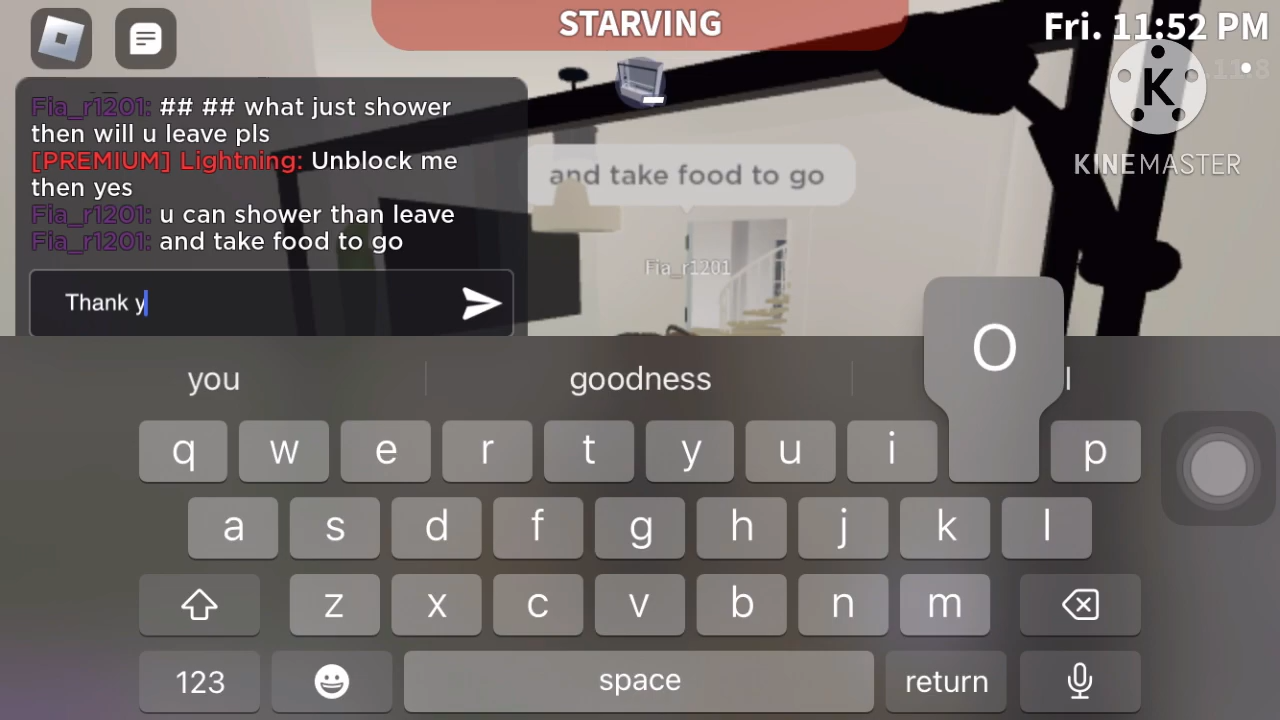 STARVING
Fri. 11:52 PM
Fia_r1201: ## ## what just shower
then will u leave pls
[PREMIUM] Lightning: Unblock me
then yes
Fia_r1201: u can shower than leave
Fia_r1201: and take food to go
and take food to go
Fia_r1201
K
KINEMASTER
Thank y
you
goodness
O
q w e r t y u i p
a s d f g h j k l
z x c v b n m
123
space
return